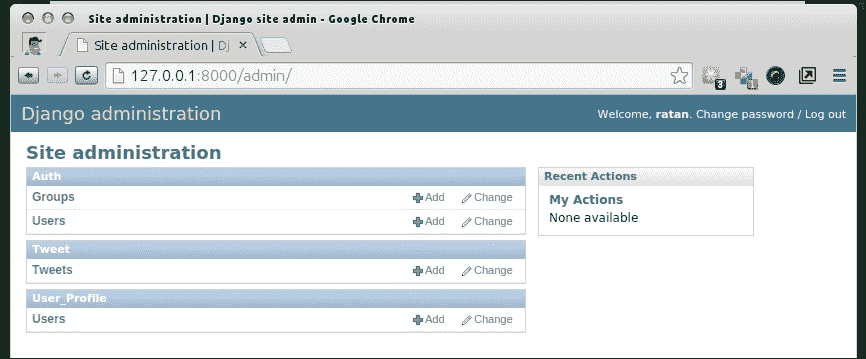 Site administration | Django site admin - Google Chrome
Site administration | Dj
127.0.0.1:8000/admin/
Django administration
Welcome, ratan. Change password / Log out
Site administration
Auth
Groups Add Change
Users Add Change
Tweet
Tweets Add Change
User_Profile
Users Add Change
Recent Actions
My Actions
None available